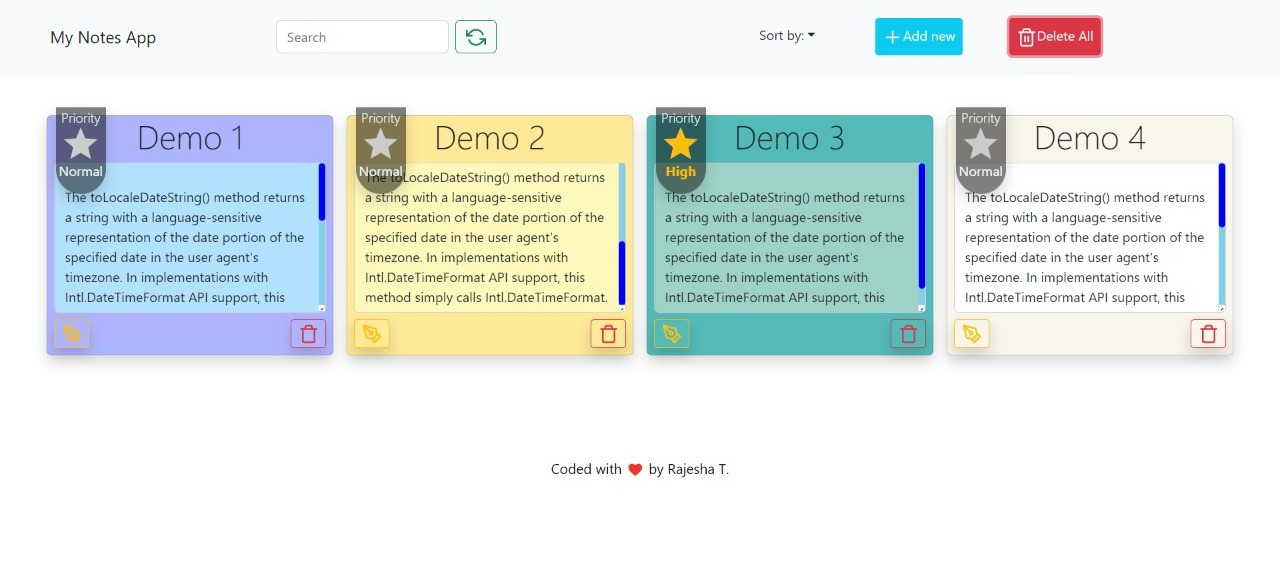 My Notes App
Search
Sort by:
Add new
Delete All
Priority
Normal
Demo 1
The toLocaleDateString() method returns
a string with a language-sensitive
representation of the date portion of the
specified date in the user agent's
timezone. In implementations with
Intl.DateTimeFormat API support, this
Priority
Normal
Demo 2
The toLocaleDateString() method returns
a string with a language-sensitive
representation of the date portion of the
specified date in the user agent's
timezone. In implementations with
Intl.DateTimeFormat API support, this
method simply calls Intl.DateTimeFormat.
Priority
High
Demo 3
The toLocaleDateString() method returns
a string with a language-sensitive
representation of the date portion of the
specified date in the user agent's
timezone. In implementations with
Intl.DateTimeFormat API support, this
Priority
Normal
Demo 4
The toLocaleDateString() method returns
a string with a language-sensitive
representation of the date portion of the
specified date in the user agent's
timezone. In implementations with
Intl.DateTimeFormat API support, this
Coded with ❤ by Rajesha T.